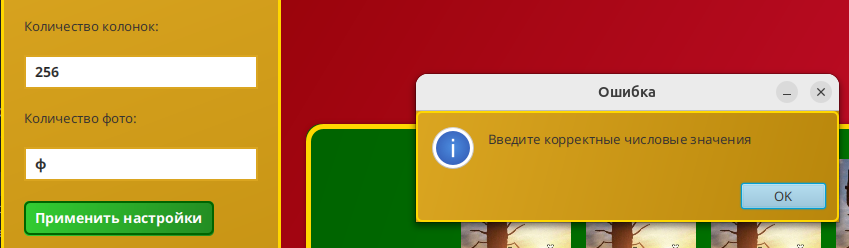 Количество колонок:
256
Количество фото:
ф
Применить настройки
Ошибка
Введите корректные числовые значения
OK